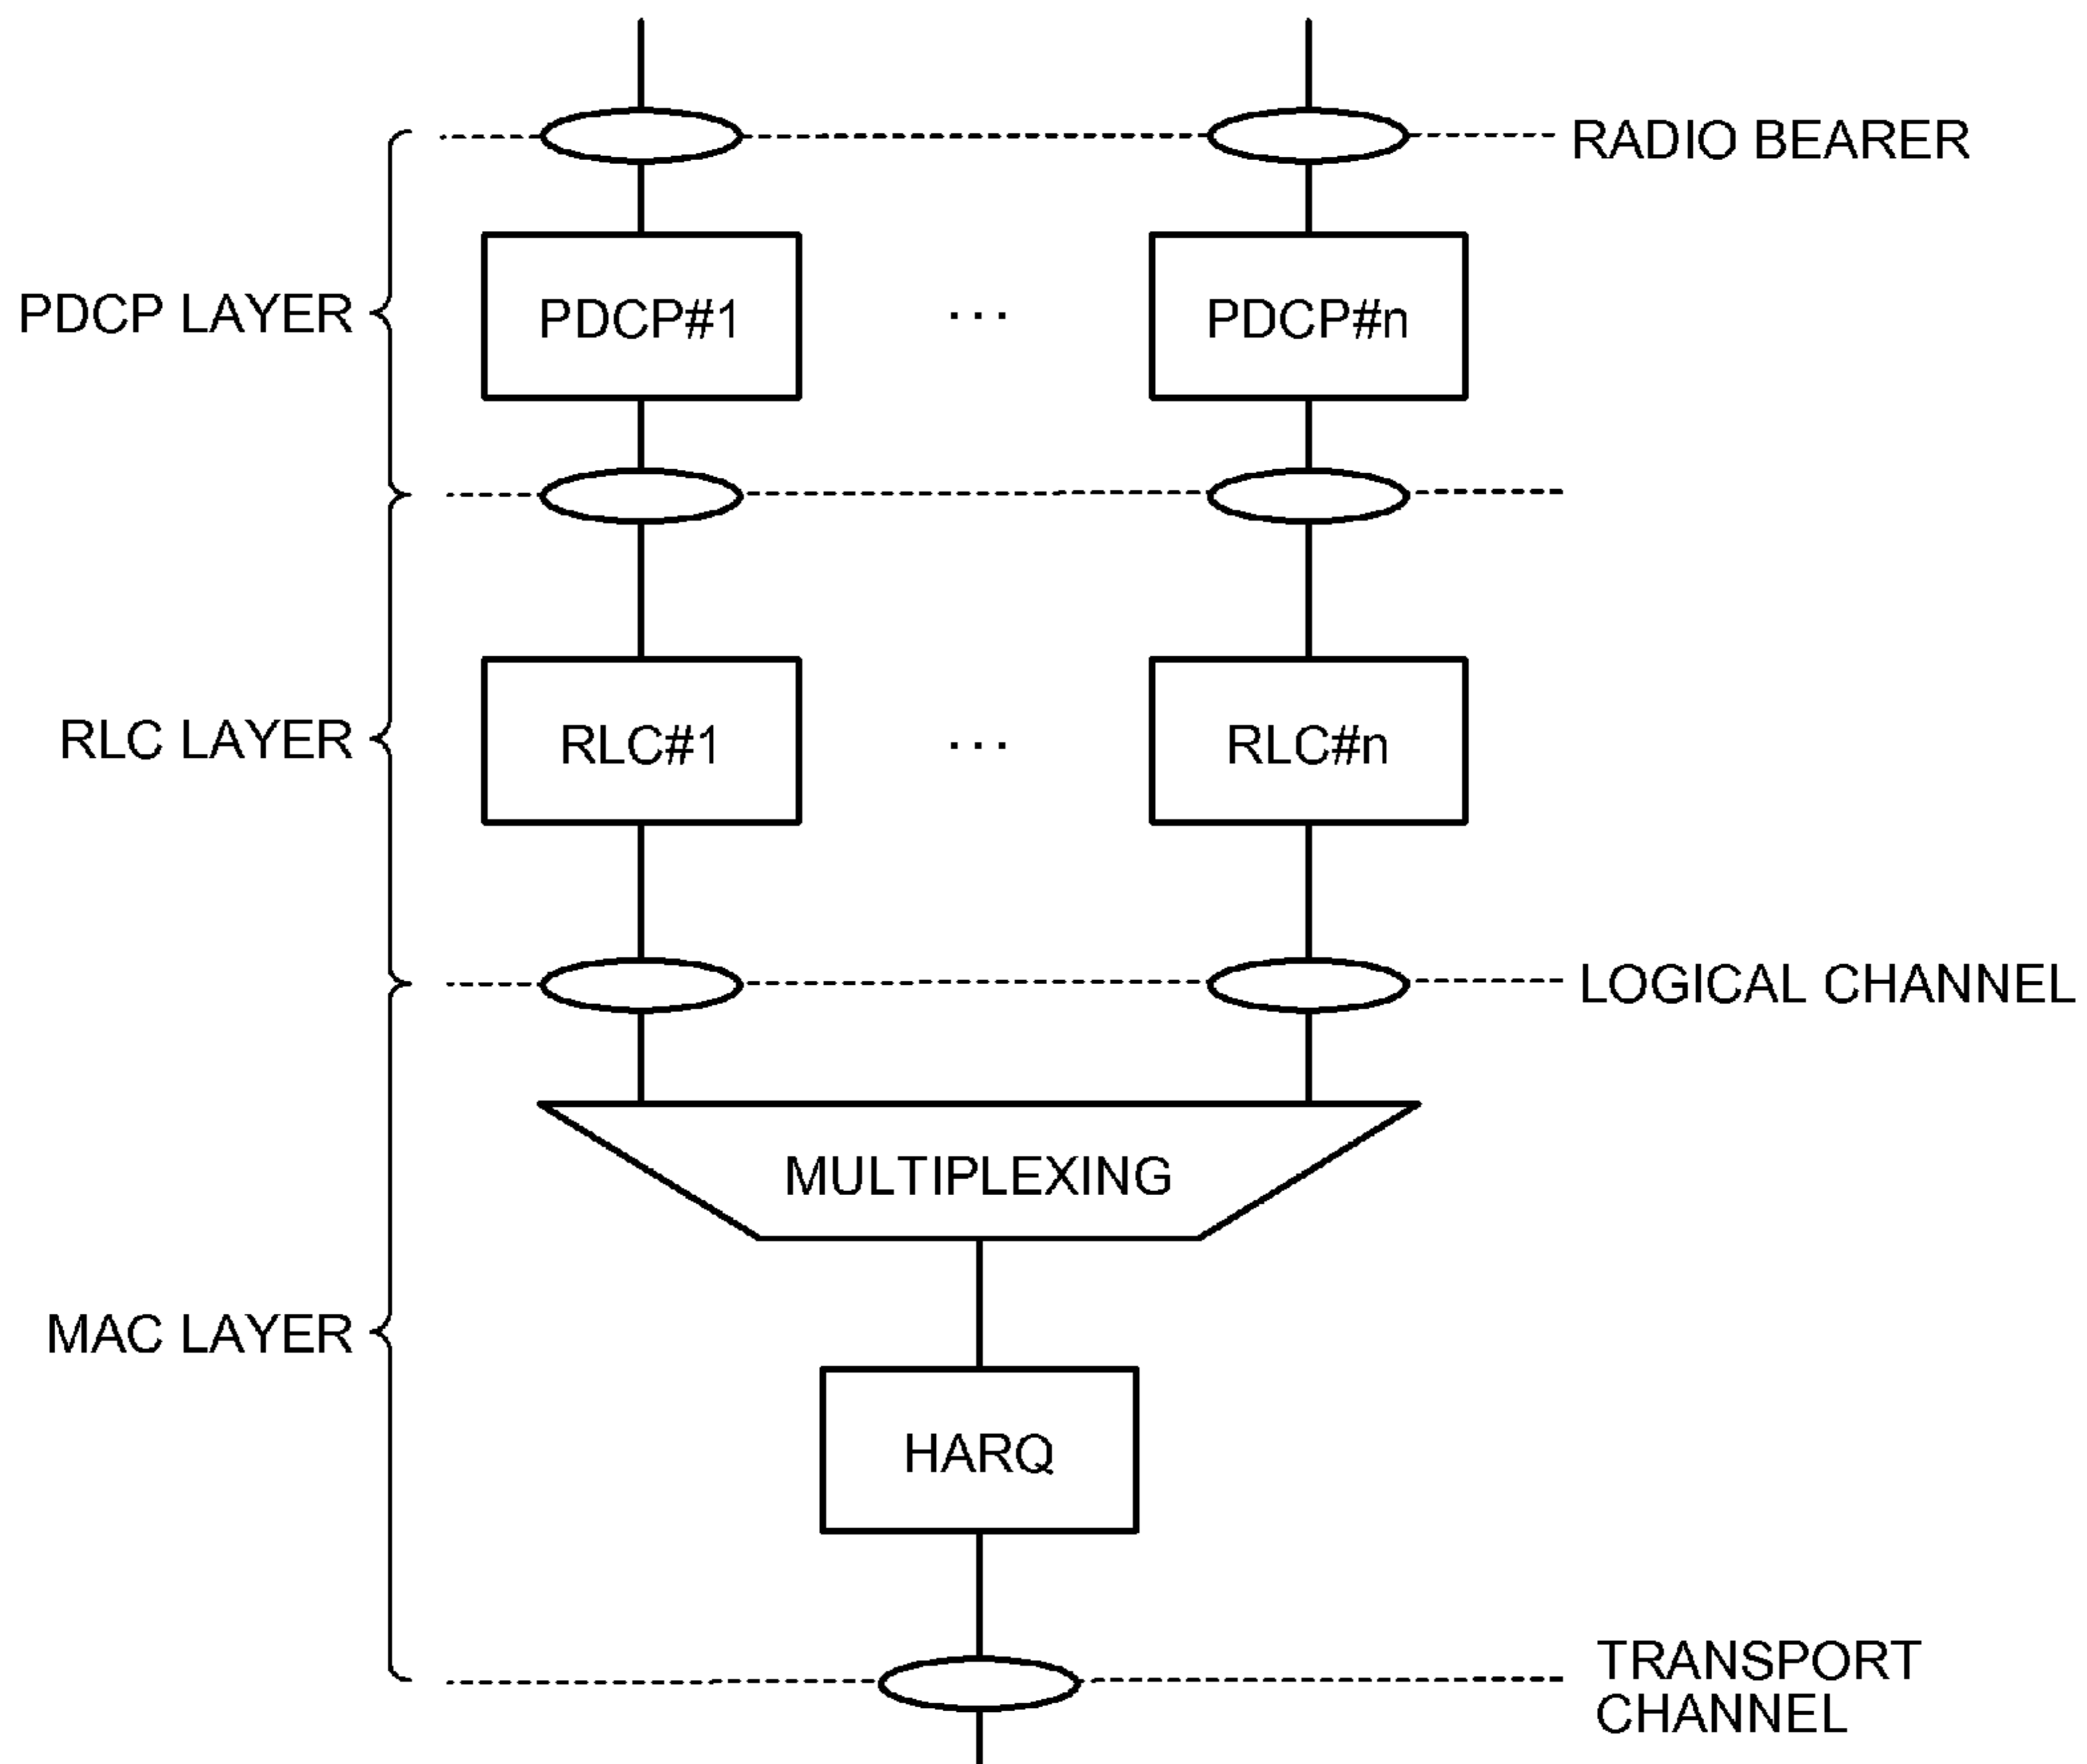 RADIO BEARER
PDCP LAYER
PDCP#1
...
PDCP#n
RLC LAYER
RLC#1
...
RLC#n
LOGICAL CHANNEL
MULTIPLEXING
MAC LAYER
HARQ
TRANSPORT
CHANNEL